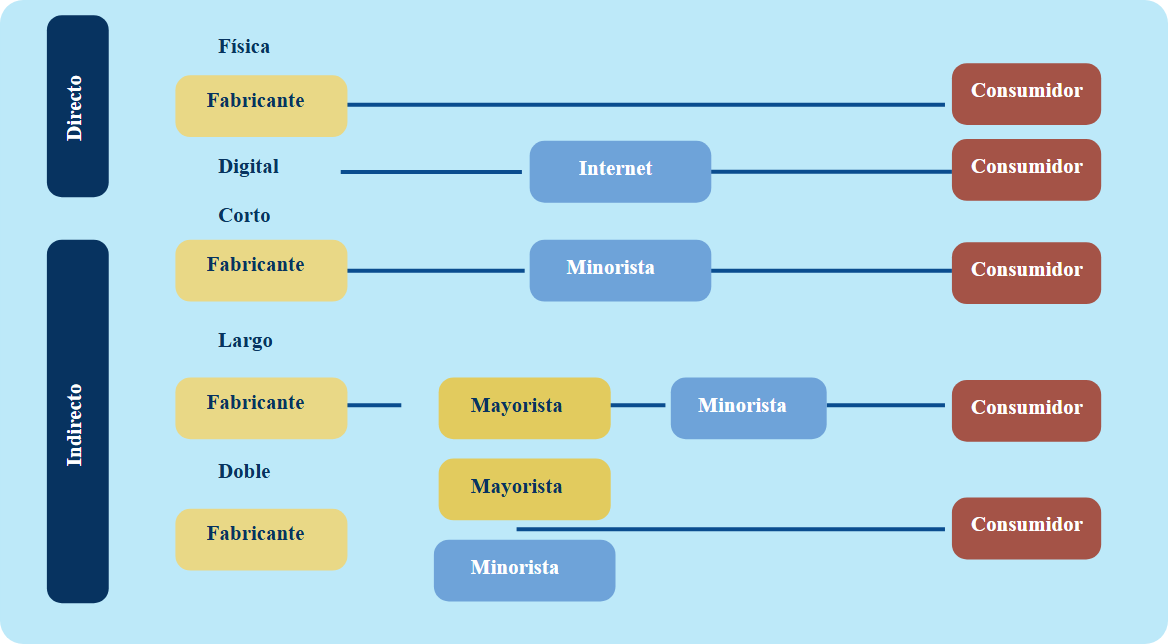 Directo
Física
Fabricante
Consumidor
Digital
Internet
Consumidor
Corto
Indirecto
Fabricante
Minorista
Consumidor
Largo
Fabricante
Mayorista
Minorista
Consumidor
Doble
Mayorista
Fabricante
Consumidor
Minorista